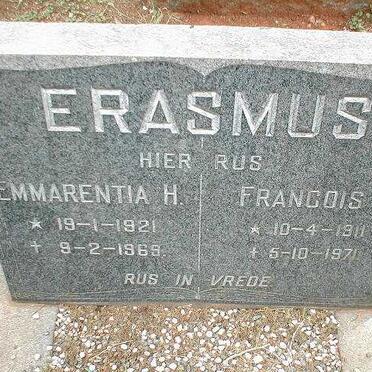 ERASMUS
HIER RUS
EMMARENTIA H. FRANCOIS
* 19-1-1921 * 10-4-1911
+ 9-2-1969. + 5-10-1971
RUS IN VREDE